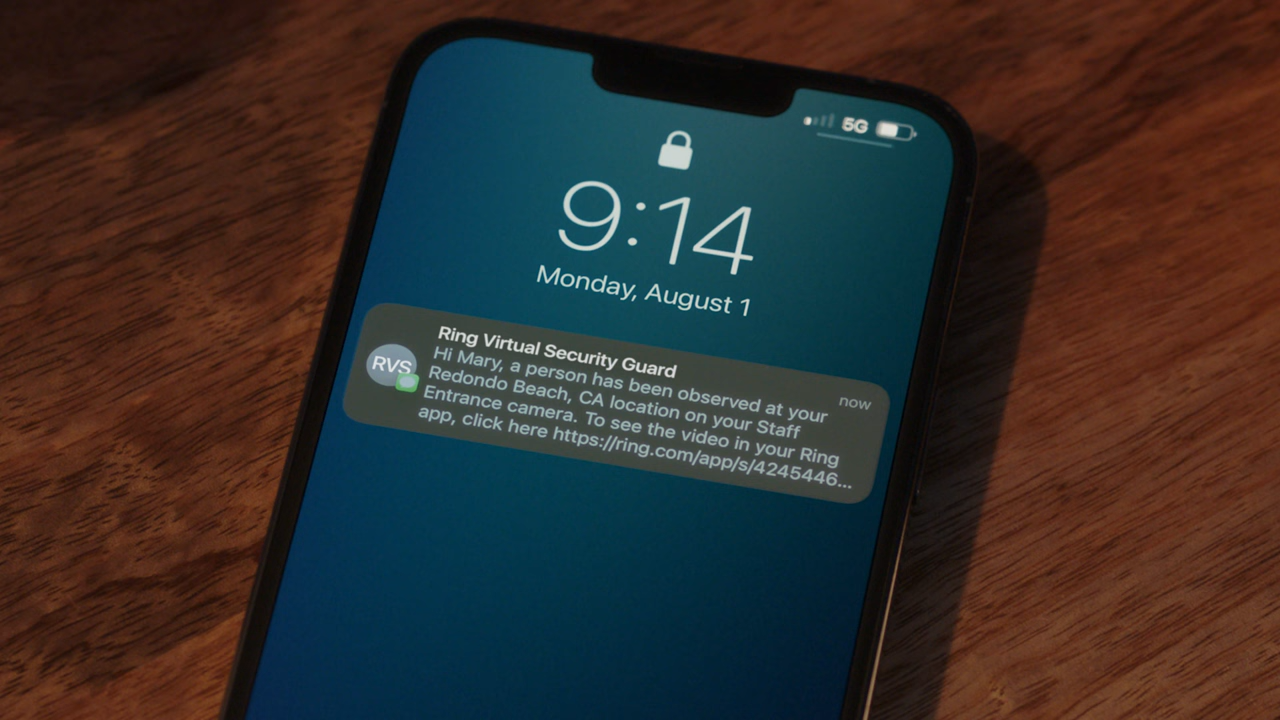 5G
9:14
Monday, August 1
RVS
Ring Virtual Security Guard
now
Hi Mary, a person has been observed at your
Redondo Beach, CA location on your Staff
Entrance camera. To see the video in your Ring
app, click here https://ring.com/app/s/4245446...